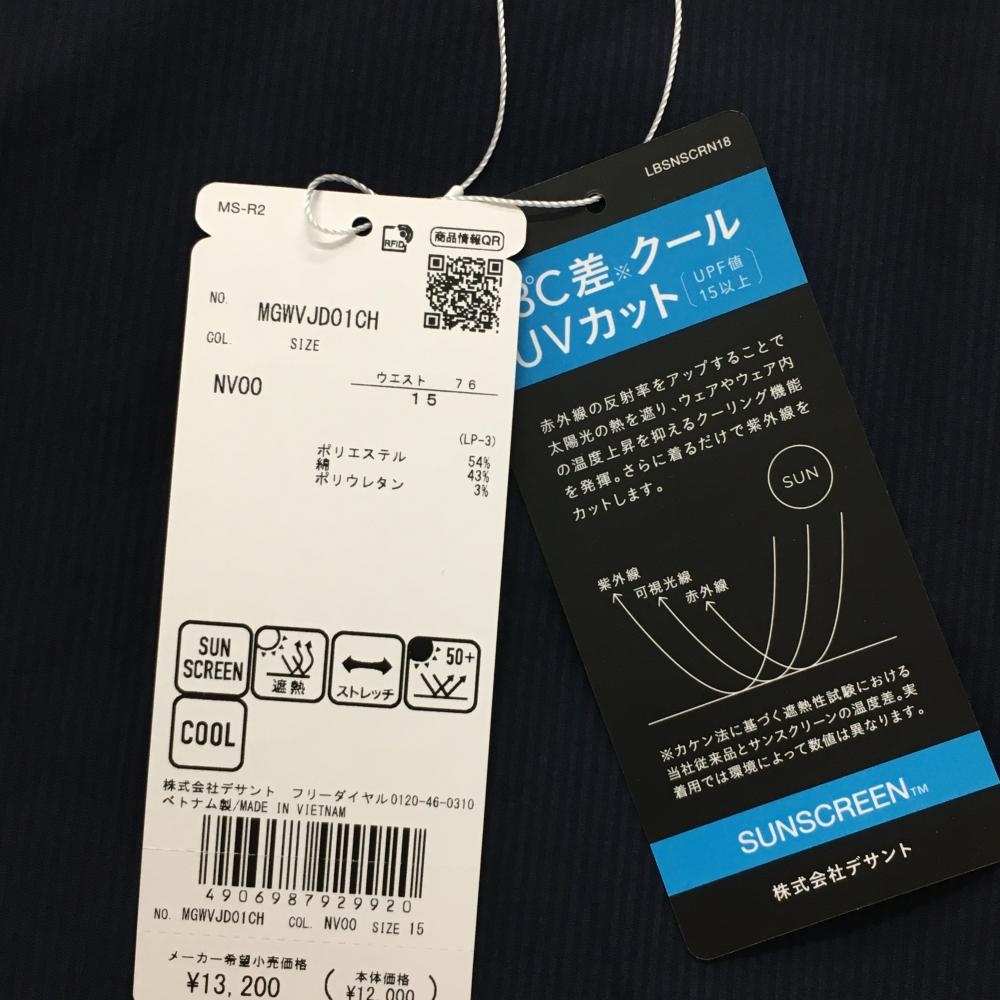 MS-R2
RFID
商品情報QR
NO.
MGWVJD01CH
COL.
SIZE
NV00
ウエスト 76
15
(LP-3)
ポリエステル 54%
綿 43%
ポリウレタン 3%
SUN
SCREEN
遮熱
ストレッチ
50+
COOL
株式会社デサント フリーダイヤル0120-46-0310
ベトナム製/MADE IN VIETNAM
4906987929920
NO. MGWVJD01CH COL. NV00 SIZE 15
メーカー希望小売価格
¥13,200
本体価格
¥12,000
LBSNSCRN18
3℃差※クール
UVカット
UPF値
15以上
赤外線の反射率をアップすることで
太陽光の熱を遮り、ウェアやウェア内
の温度上昇を抑えるクーリング機能
を発揮。さらに着るだけで紫外線を
カットします。
SUN
紫外線
可視光線
赤外線
※カケン法に基づく遮熱性試験における
当社従来品とサンスクリーンの温度差。実
着用では環境によって数値は異なります。
SUNSCREEN™
株式会社デサント